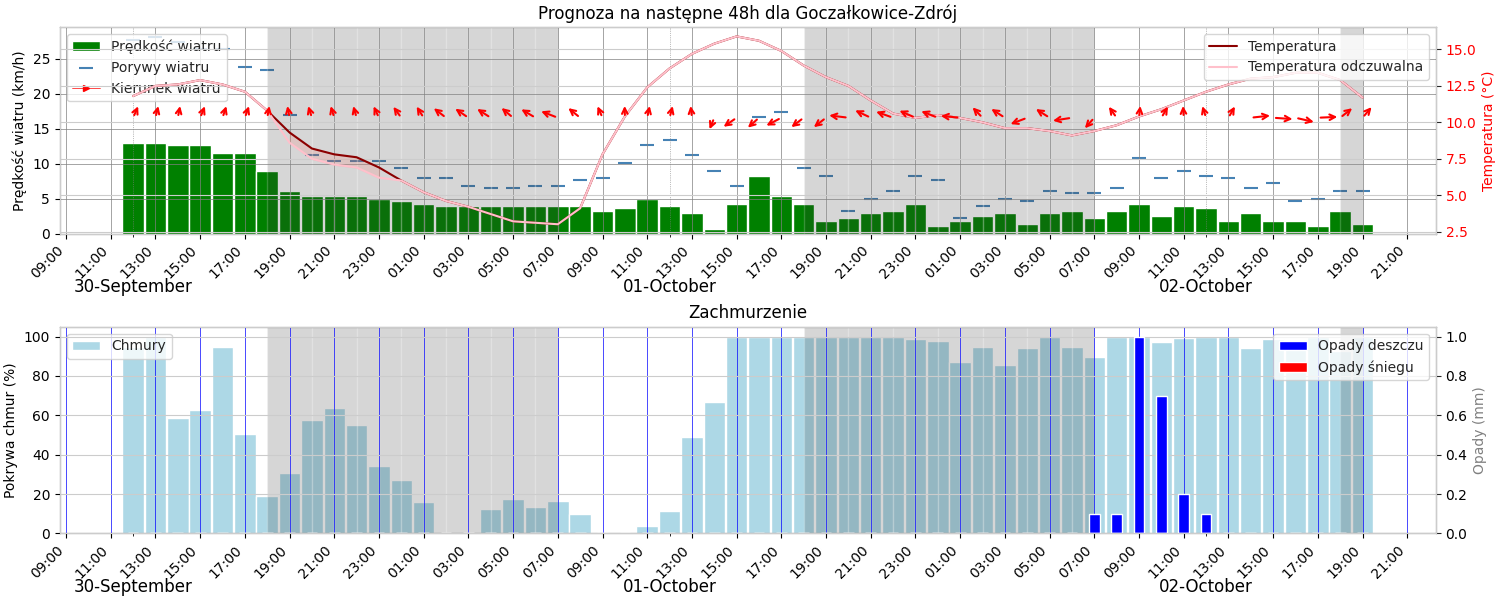 Prognoza na następne 48h dla Goczałkowice-Zdrój
Prędkość wiatru (km/h)
25
20
15
10
5
0
Prędkość wiatru
Porywy wiatru
Kierunek wiatru
Temperatura
Temperatura odczuwalna
15.0
12.5
10.0
7.5
5.0
2.5
Temperatura (°C)
09:00 11:00 13:00 15:00 17:00 19:00 21:00 23:00 01:00 03:00 05:00 07:00 09:00 11:00 13:00 15:00 17:00 19:00 21:00 23:00 01:00 03:00 05:00 07:00 09:00 11:00 13:00 15:00 17:00 19:00 21:00
30-September 01-October 02-October
Zachmurzenie
Pokrywa chmur (%)
100
80
60
40
20
0
Chmury
Opady deszczu
Opady śniegu
1.0
0.8
0.6
0.4
0.2
0.0
Opady (mm)
09:00 11:00 13:00 15:00 17:00 19:00 21:00 23:00 01:00 03:00 05:00 07:00 09:00 11:00 13:00 15:00 17:00 19:00 21:00 23:00 01:00 03:00 05:00 07:00 09:00 11:00 13:00 15:00 17:00 19:00 21:00
30-September 01-October 02-October